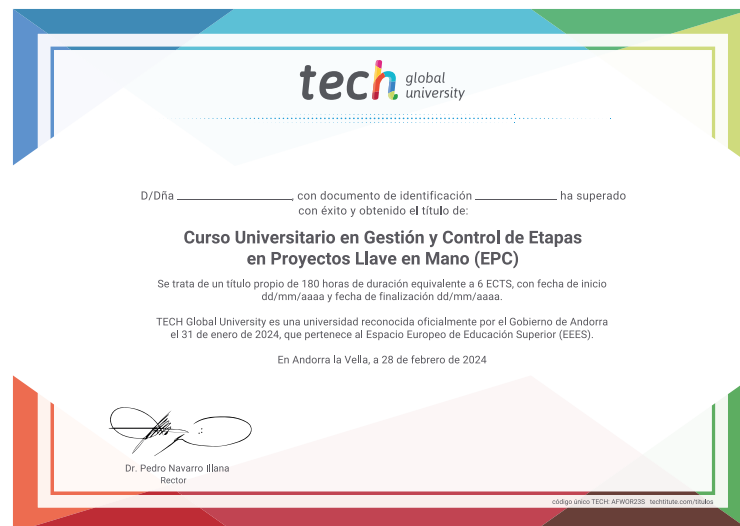 tech global university
D/Dña ______________, con documento de identificación __________ ha superado
con éxito y obtenido el título de:
Curso Universitario en Gestión y Control de Etapas
en Proyectos Llave en Mano (EPC)
Se trata de un título propio de 180 horas de duración equivalente a 6 ECTS, con fecha de inicio
dd/mm/aaaa y fecha de finalización dd/mm/aaaa.
TECH Global University es una universidad reconocida oficialmente por el Gobierno de Andorra
el 31 de enero de 2024, que pertenece al Espacio Europeo de Educación Superior (EEES).
En Andorra la Vella, a 28 de febrero de 2024
Dr. Pedro Navarro Illana
Rector
código único TECH: AFWOR23S techtitute.com/titulos